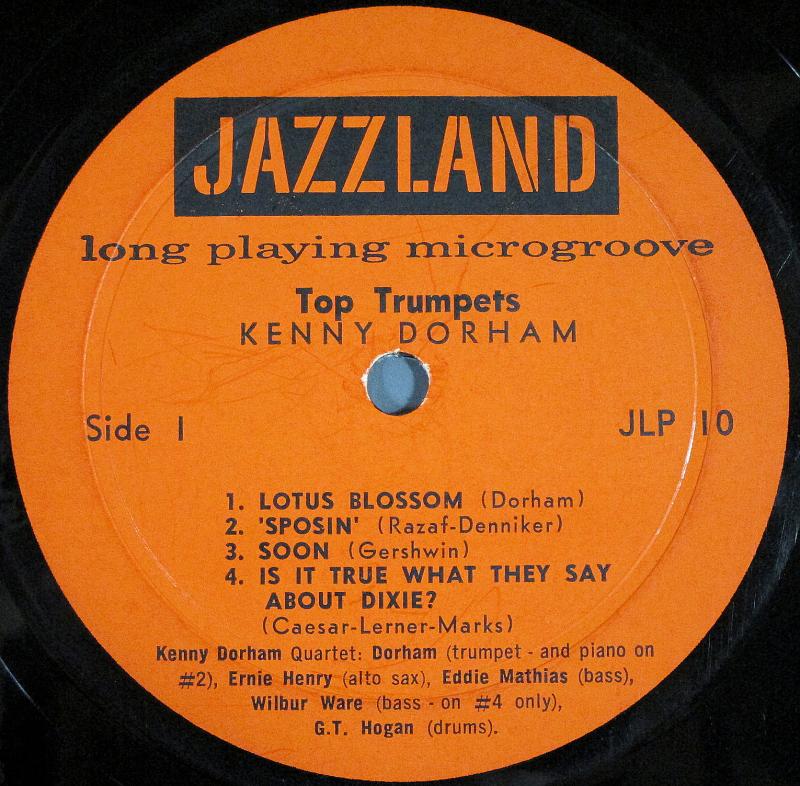 JAZZLAND
long playing microgroove
Top Trumpets
KENNY DORHAM
Side 1 JLP 10
1. LOTUS BLOSSOM (Dorham)
2. 'SPOSIN' (Razaf-Denniker)
3. SOON (Gershwin)
4. IS IT TRUE WHAT THEY SAY
ABOUT DIXIE?
(Caesar-Lerner-Marks)
Kenny Dorham Quartet: Dorham (trumpet - and piano on
#2), Ernie Henry (alto sax), Eddie Mathias (bass),
Wilbur Ware (bass - on #4 only),
G.T. Hogan (drums).